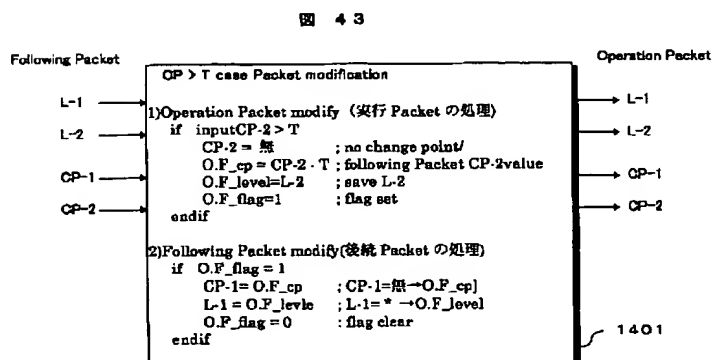 図 43
Following Packet
Operation Packet
CP > T case Packet modification
L-1
L-2
CP-1
CP-2
1)Operation Packet modify (実行 Packet の処理)
if inputCP-2 > T
CP-2 = 無 ; no change point/
O.F_cp = CP-2 - T ; following Packet CP-2value
O.F_level=L-2 ; save L-2
O.F_flag=1 ; flag set
endif
2)Following Packet modify(後続 Packet の処理)
if O.F_flag = 1
CP-1= O.F_cp ; CP-1=無→O.F_cp]
L-1 = O.F_levle ; L-1= * →O.F_level
O.F_flag = 0 : flag clear
endif
L-1
L-2
CP-1
CP-2
1401